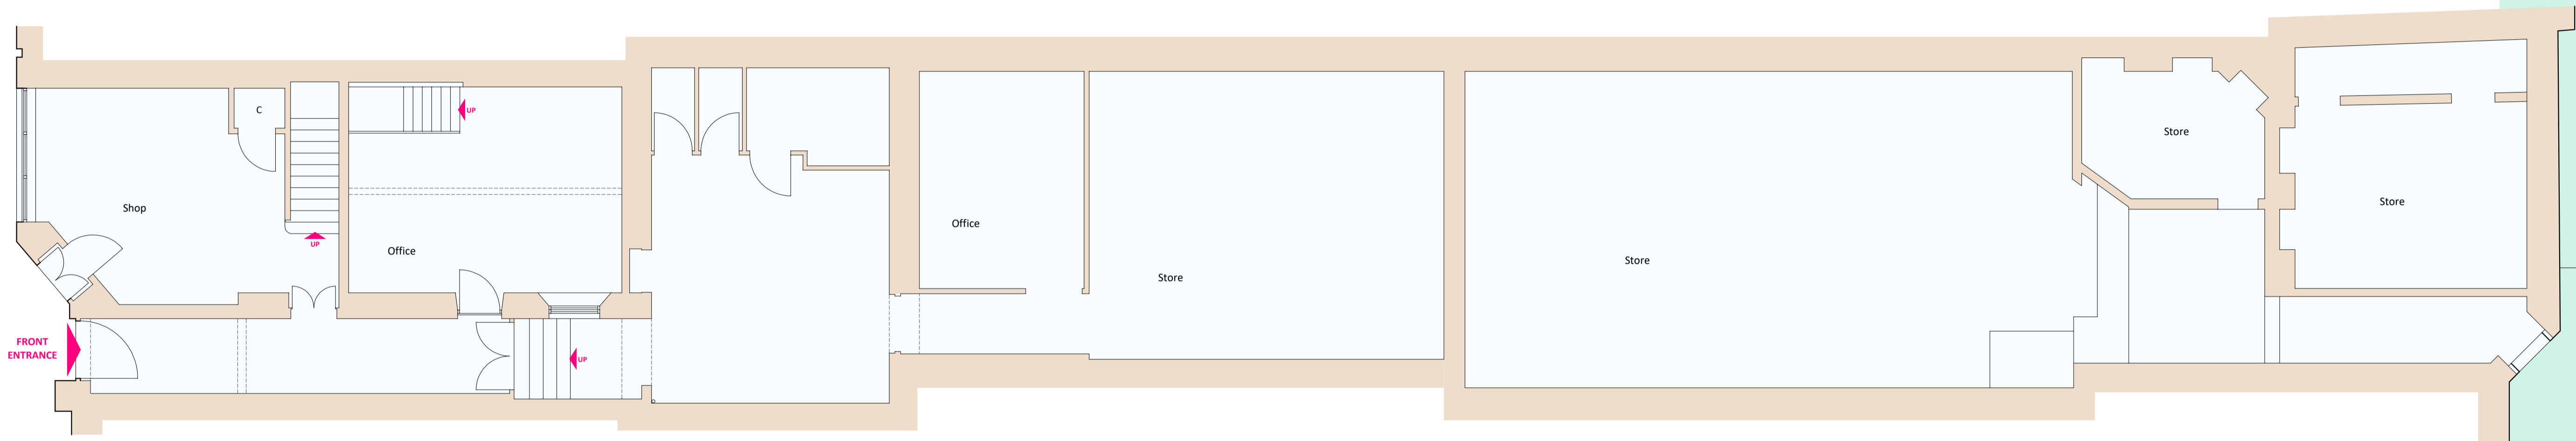 C
UP
Shop
UP
Office
UP
FRONT
ENTRANCE
Office
Store
Store
Store
Store